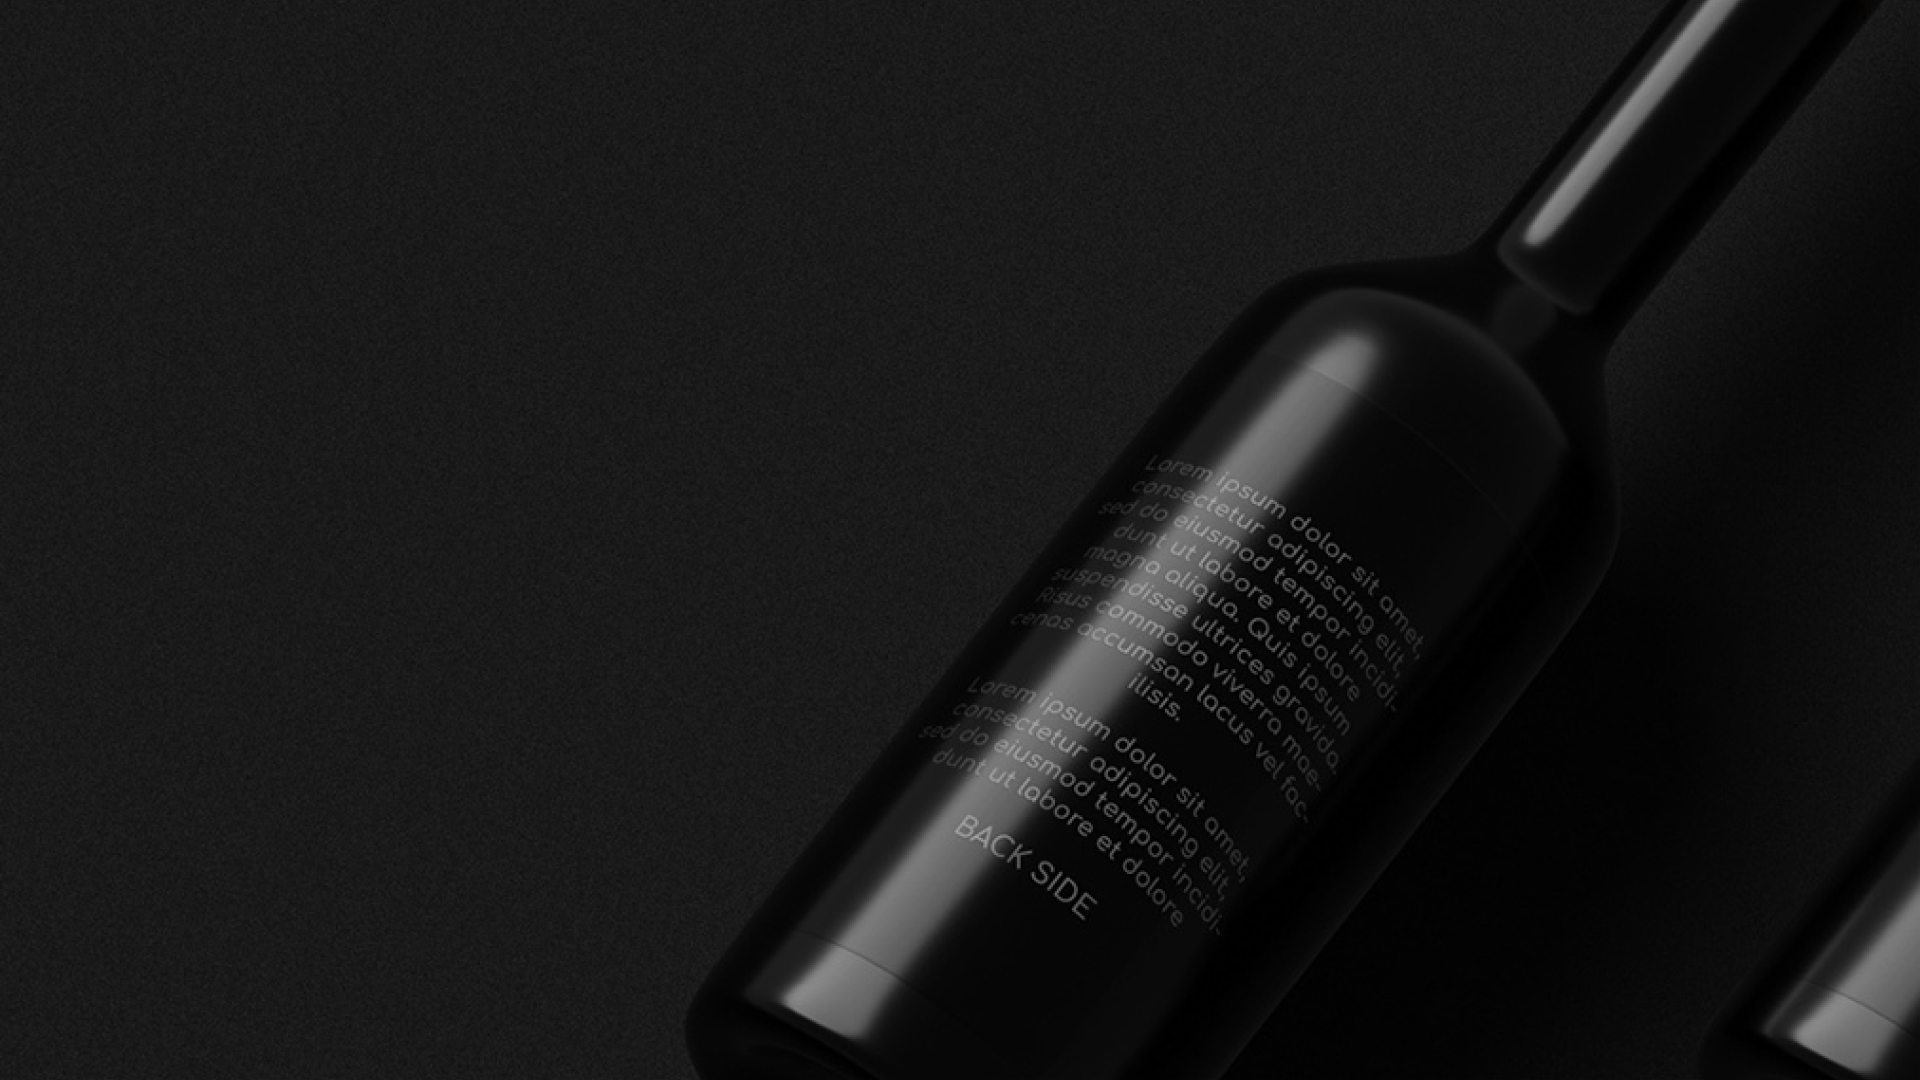 Lorem ipsum dolor sit amet,
consectetur adipiscing elit,
sed do eiusmod tempor incidi-
dunt ut labore et dolore
magna aliqua. Quis ipsum
suspendisse ultrices gravida.
Risus commodo viverra mae-
cenas accumsan lacus vel fac-
ilisis.
Lorem ipsum dolor sit amet,
consectetur adipiscing elit,
sed do eiusmod tempor incidi-
dunt ut labore et dolore
BACK SIDE